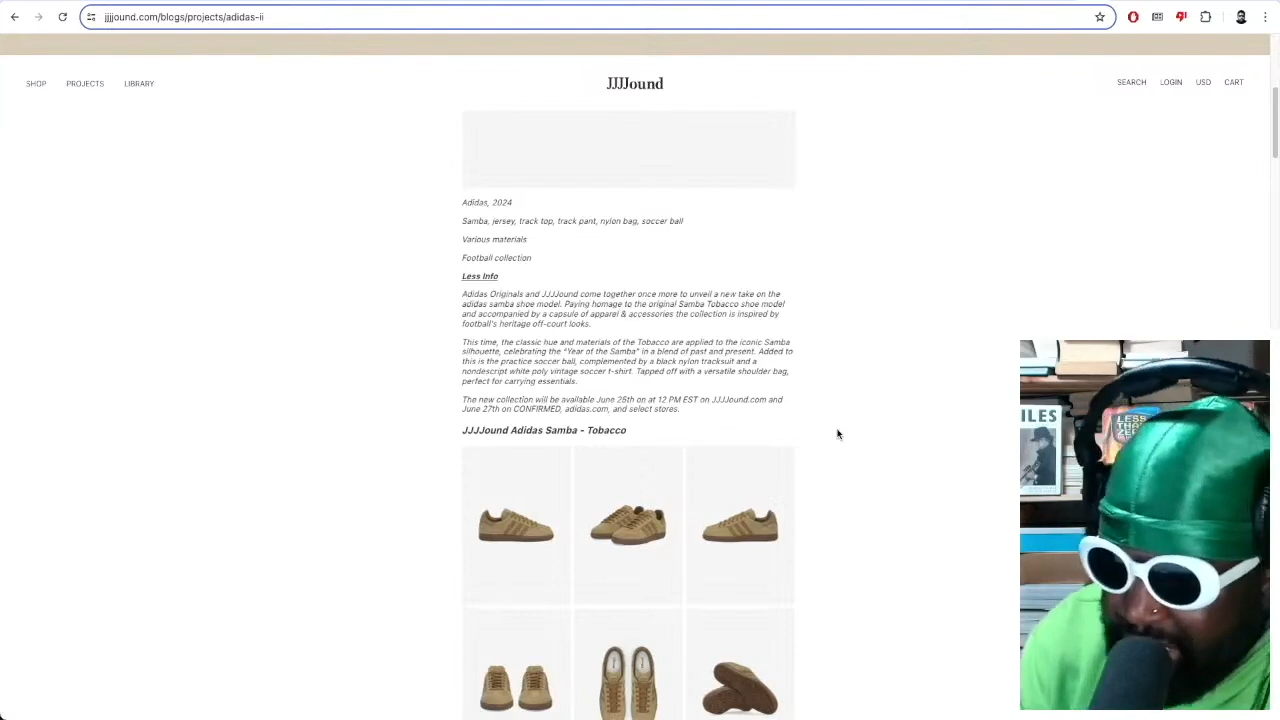 jjjjound.com/blogs/projects/adidas-ii
SHOP PROJECTS LIBRARY
JJJJound
SEARCH LOGIN USD CART
Adidas, 2024
Samba, jersey, track top, track pant, nylon bag, soccer ball
Various materials
Football collection
Less Info
Adidas Originals and JJJJound come together once more to unveil a new take on the
adidas samba shoe model. Paying homage to the original Samba Tobacco shoe model
and accompanied by a capsule of apparel & accessories the collection is inspired by
football's heritage off-court looks.
This time, the classic hue and materials of the Tobacco are applied to the iconic Samba
silhouette, celebrating the “Year of the Samba” in a blend of past and present. Added to
this is the practice soccer ball, complemented by a black nylon tracksuit and a
nondescript white poly vintage soccer t-shirt. Tapped off with a versatile shoulder bag,
perfect for carrying essentials.
The new collection will be available June 25th on at 12 PM EST on JJJJound.com and
June 27th on CONFIRMED, adidas.com, and select stores.
JJJJound Adidas Samba - Tobacco
ILES
LESS
THAN
ZERO